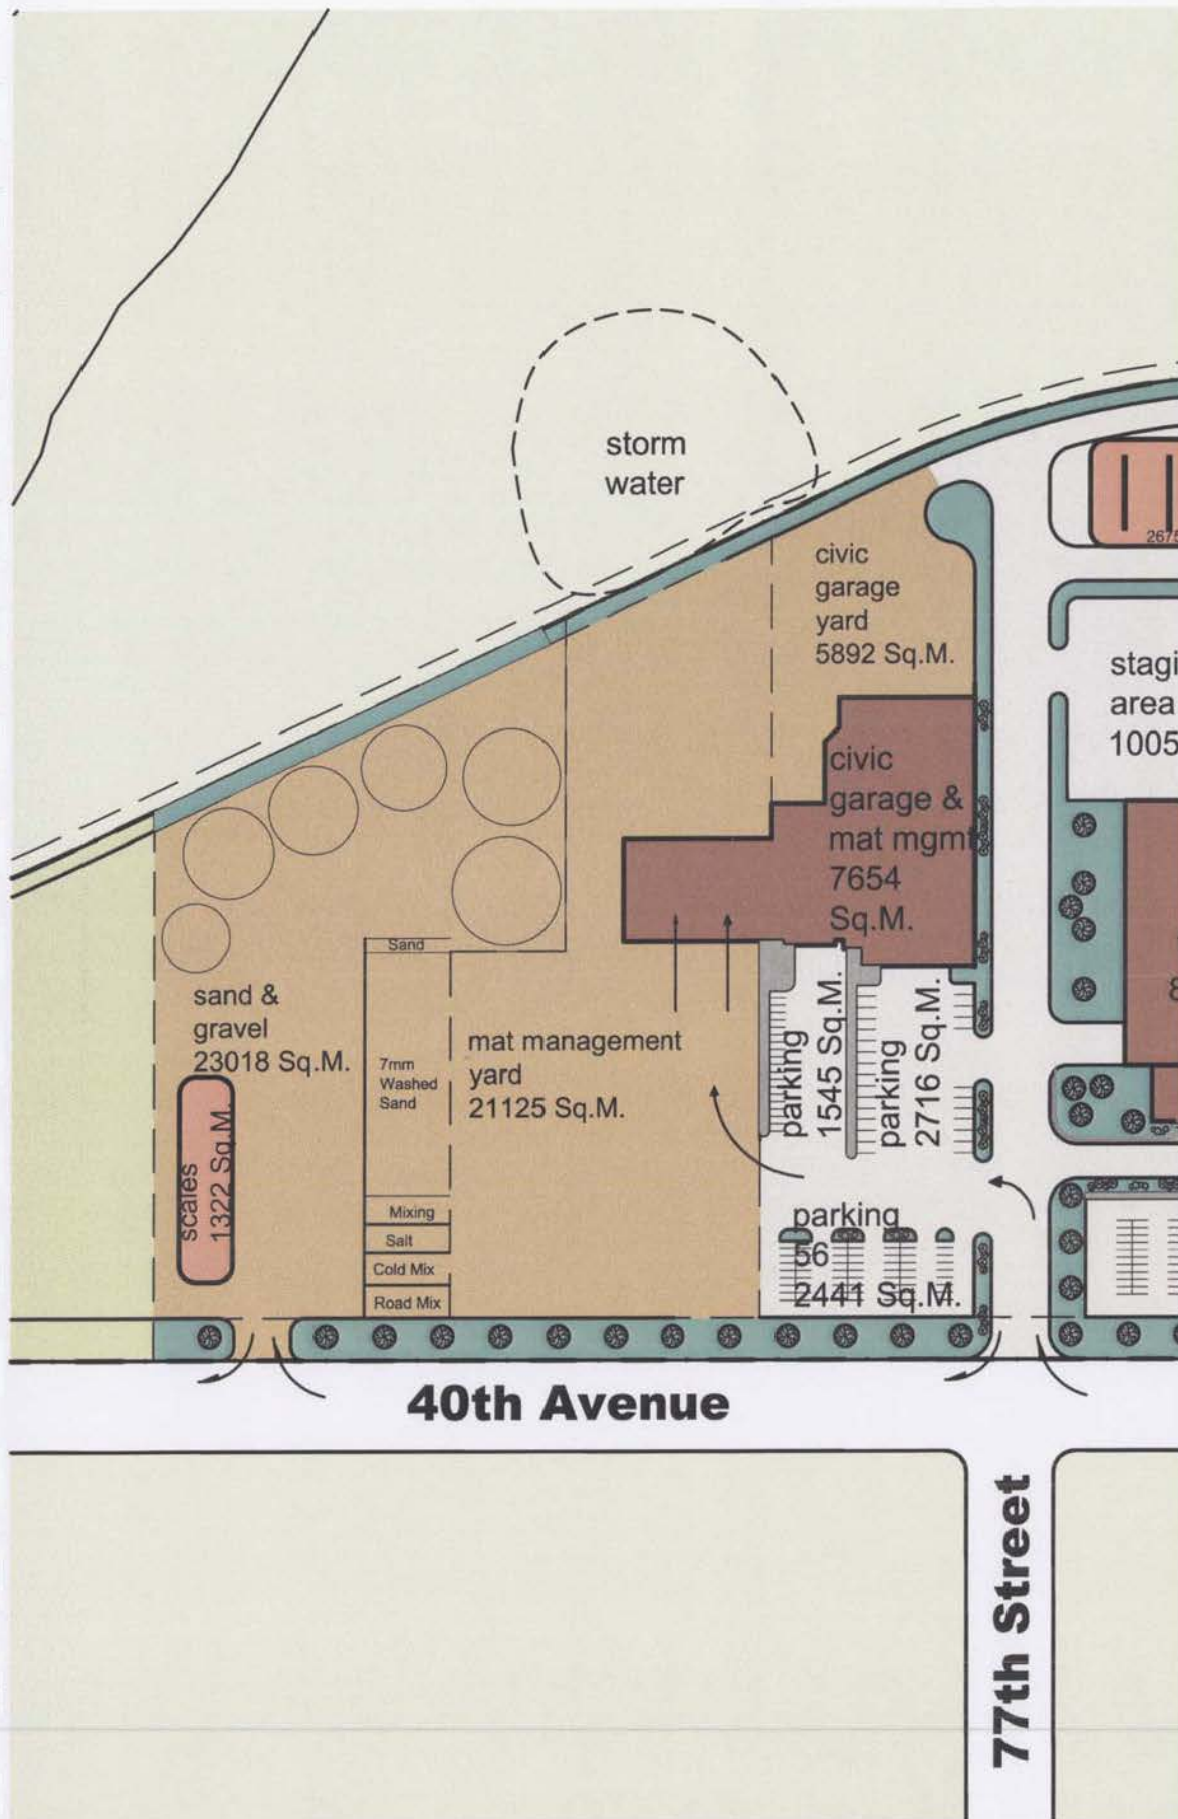 storm
water
civic
garage
yard
5892 Sq.M.
2675
stagi
area
1005
civic
garage &
mat mgmt
7654
Sq.M.
8
Sand
sand &
gravel
23018 Sq.M.
7mm
Washed
Sand
mat management
yard
21125 Sq.M.
parking
1545 Sq.M.
parking
2716 Sq.M.
scales
1322 Sq.M.
Mixing
Salt
Cold Mix
Road Mix
parking
56
2441 Sq.M.
40th Avenue
77th Street